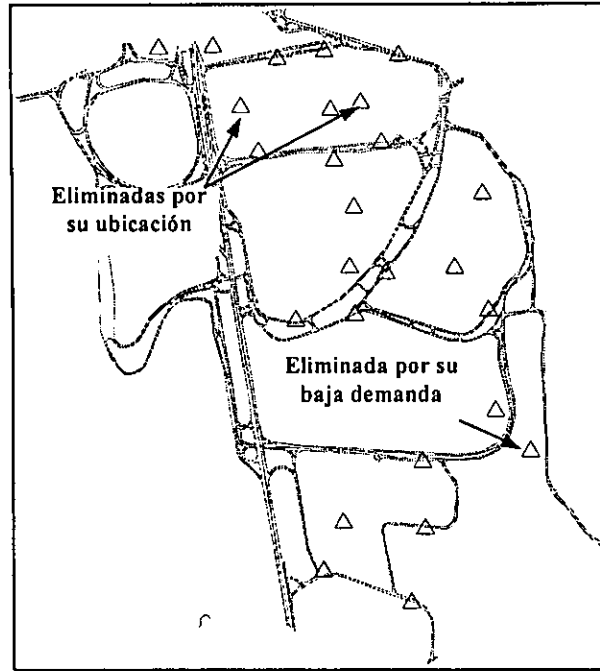 Eliminadas por
su ubicación
Eliminada por su
baja demanda